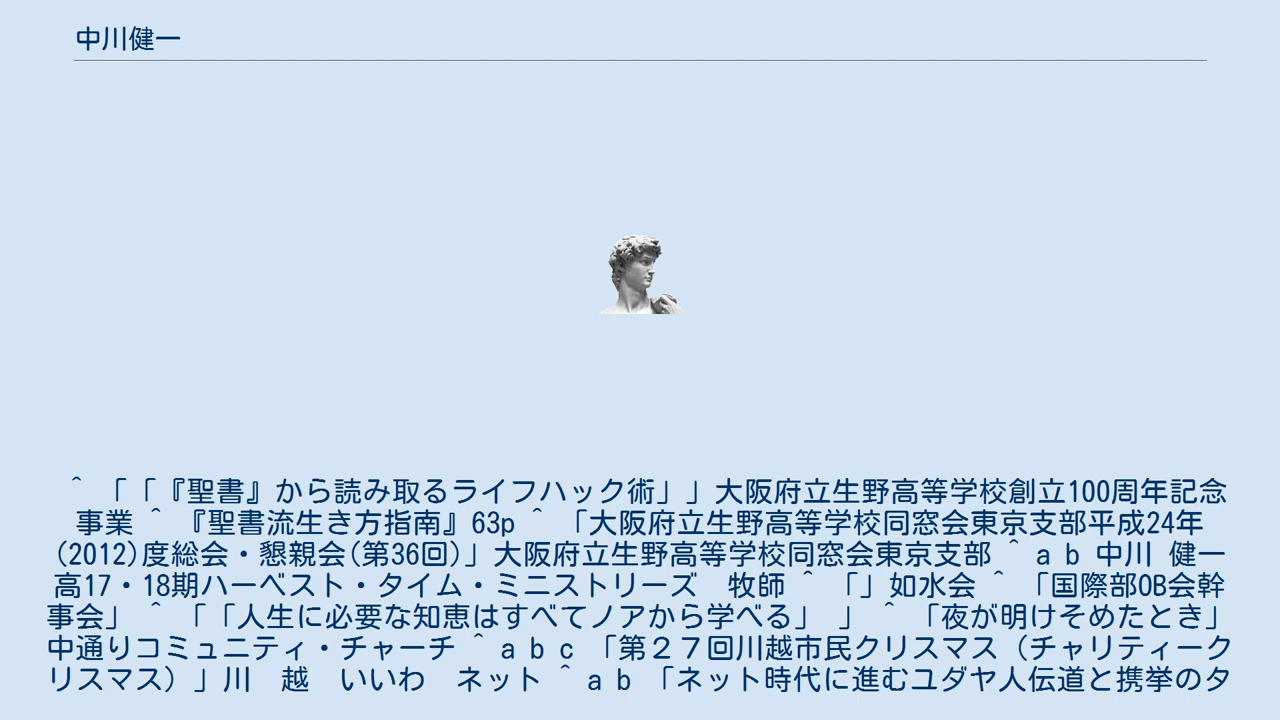 中川健一
^ 「「『聖書』から読み取るライフハック術」」大阪府立生野高等学校創立100周年記念
事業 ^ 『聖書流生き方指南』63p ^ 「大阪府立生野高等学校同窓会東京支部平成24年
(2012)度総会・懇親会(第36回)」大阪府立生野高等学校同窓会東京支部 ^ a b 中川 健一
高17・18期ハーベスト・タイム・ミニストリーズ　牧師 ^ 「」如水会 ^ 「国際部OB会幹
事会」 ^ 「「人生に必要な知恵はすべてノアから学べる」 」 ^ 「夜が明けそめたとき」
中通りコミュニティ・チャーチ ^ a b c 「第２７回川越市民クリスマス（チャリティーク
リスマス）」川　越　いいわ　ネット ^ a b 「ネット時代に進むユダヤ人伝道と携挙のタ